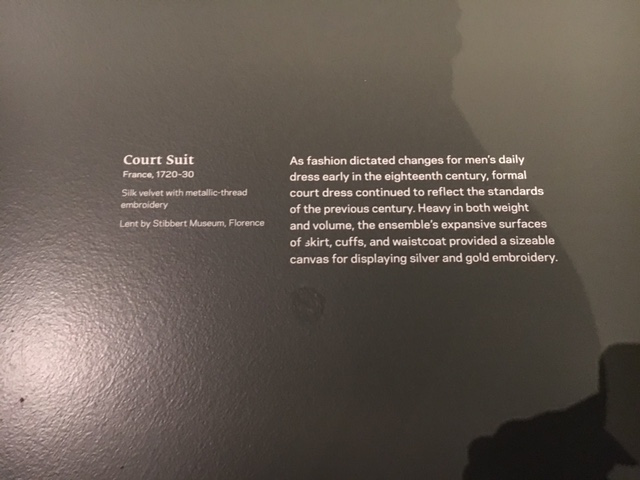 Court Suit
France, 1720–30
Silk velvet with metallic-thread
embroidery
Lent by Stibbert Museum, Florence
As fashion dictated changes for men's daily
dress early in the eighteenth century, formal
court dress continued to reflect the standards
of the previous century. Heavy in both weight
and volume, the ensemble's expansive surfaces
of skirt, cuffs, and waistcoat provided a sizeable
canvas for displaying silver and gold embroidery.